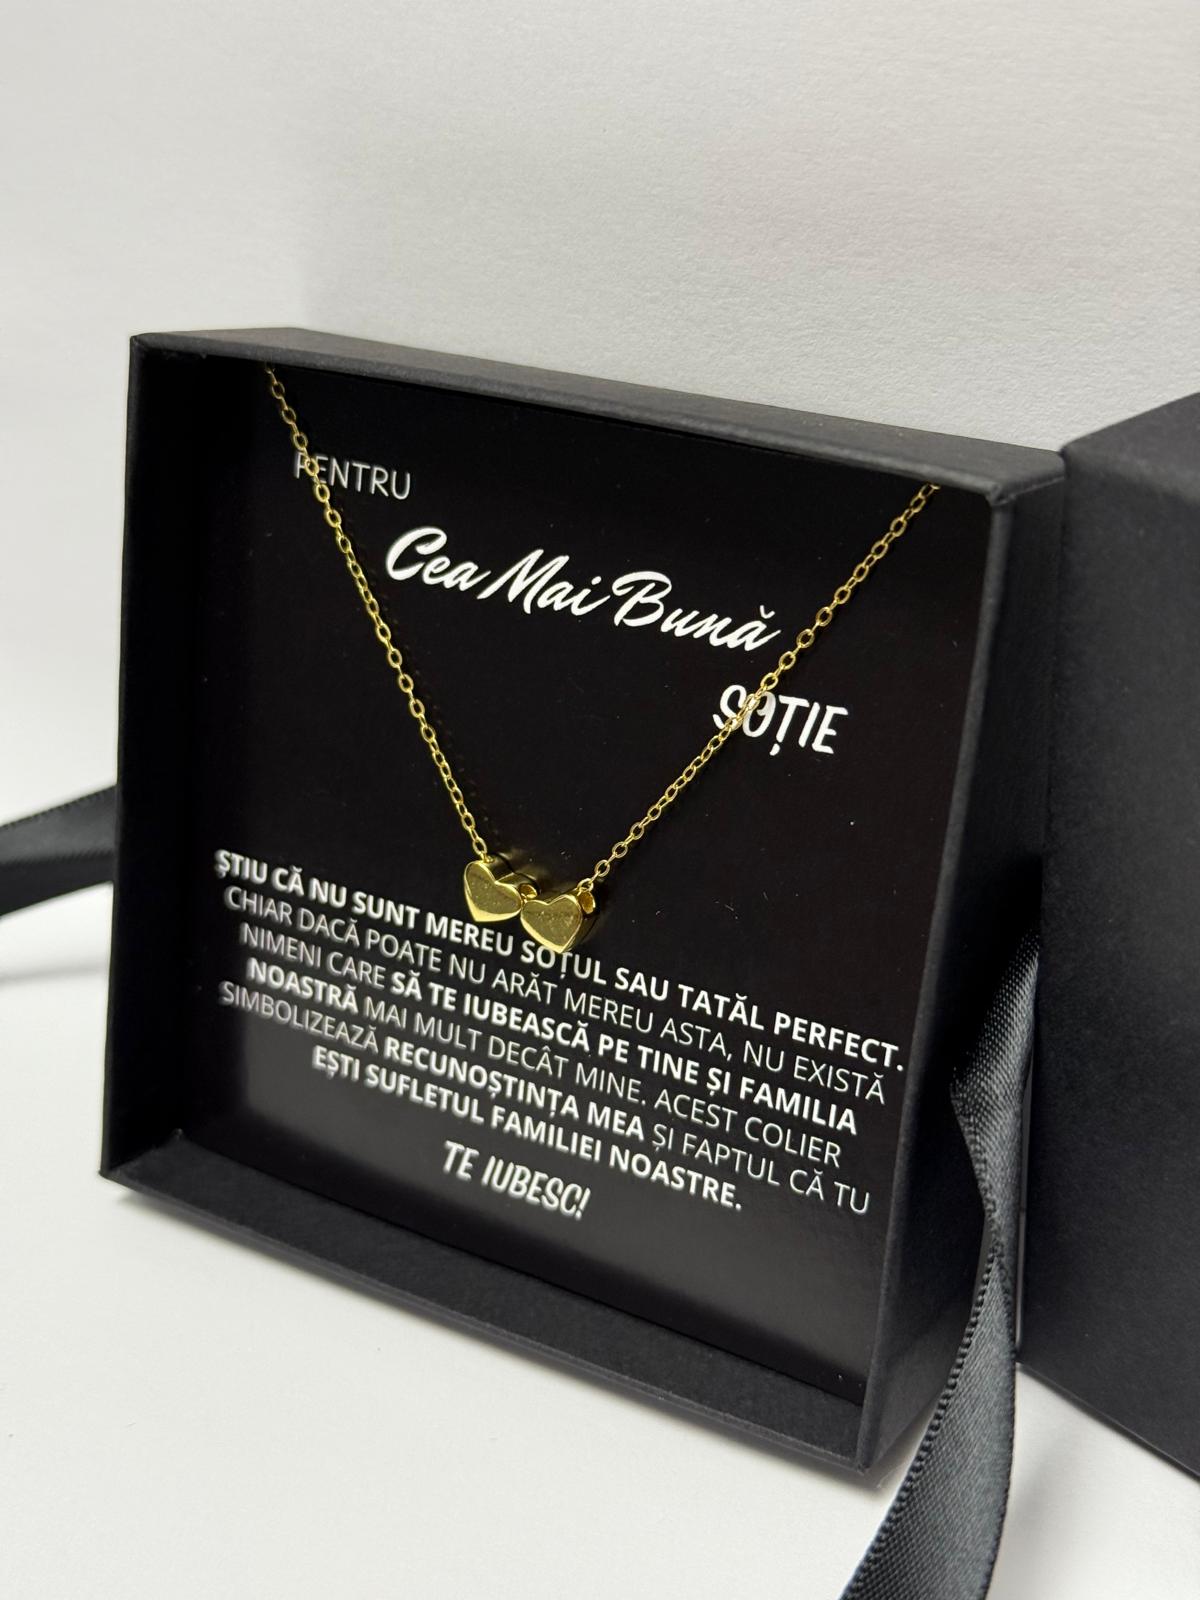 PENTRU
Cea Mai Bună
SOȚIE
ȘTIU CĂ NU SUNT MEREU SOȚUL SAU TATĂL PERFECT.
CHIAR DACĂ POATE NU ARĂT MEREU ASTA, NU EXISTĂ
NIMENI CARE SĂ TE IUBEASCĂ PE TINE ȘI FAMILIA
NOASTRĂ MAI MULT DECÂT MINE. ACEST COLIER
SIMBOLIZEAZĂ RECUNOȘTINȚA MEA ȘI FAPTUL CĂ TU
EȘTI SUFLETUL FAMILIEI NOASTRE.
TE IUBESC!